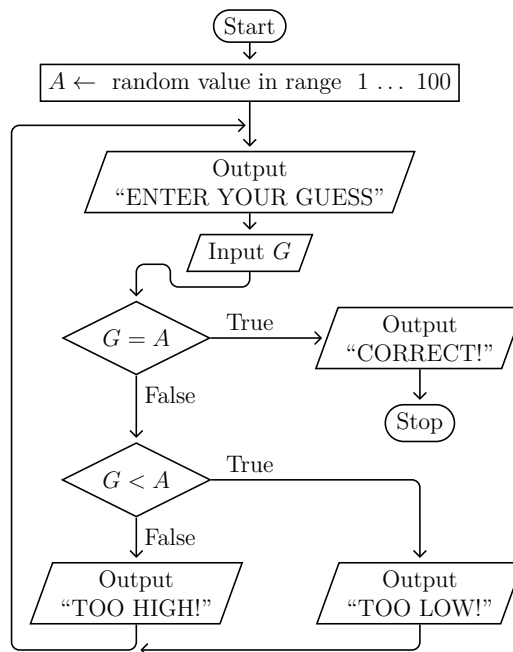 Start
A ← random value in range 1 … 100
Output
“ENTER YOUR GUESS”
Input G
G = A
True
Output
“CORRECT!”
False
Stop
G < A
True
False
Output
“TOO HIGH!”
Output
“TOO LOW!”